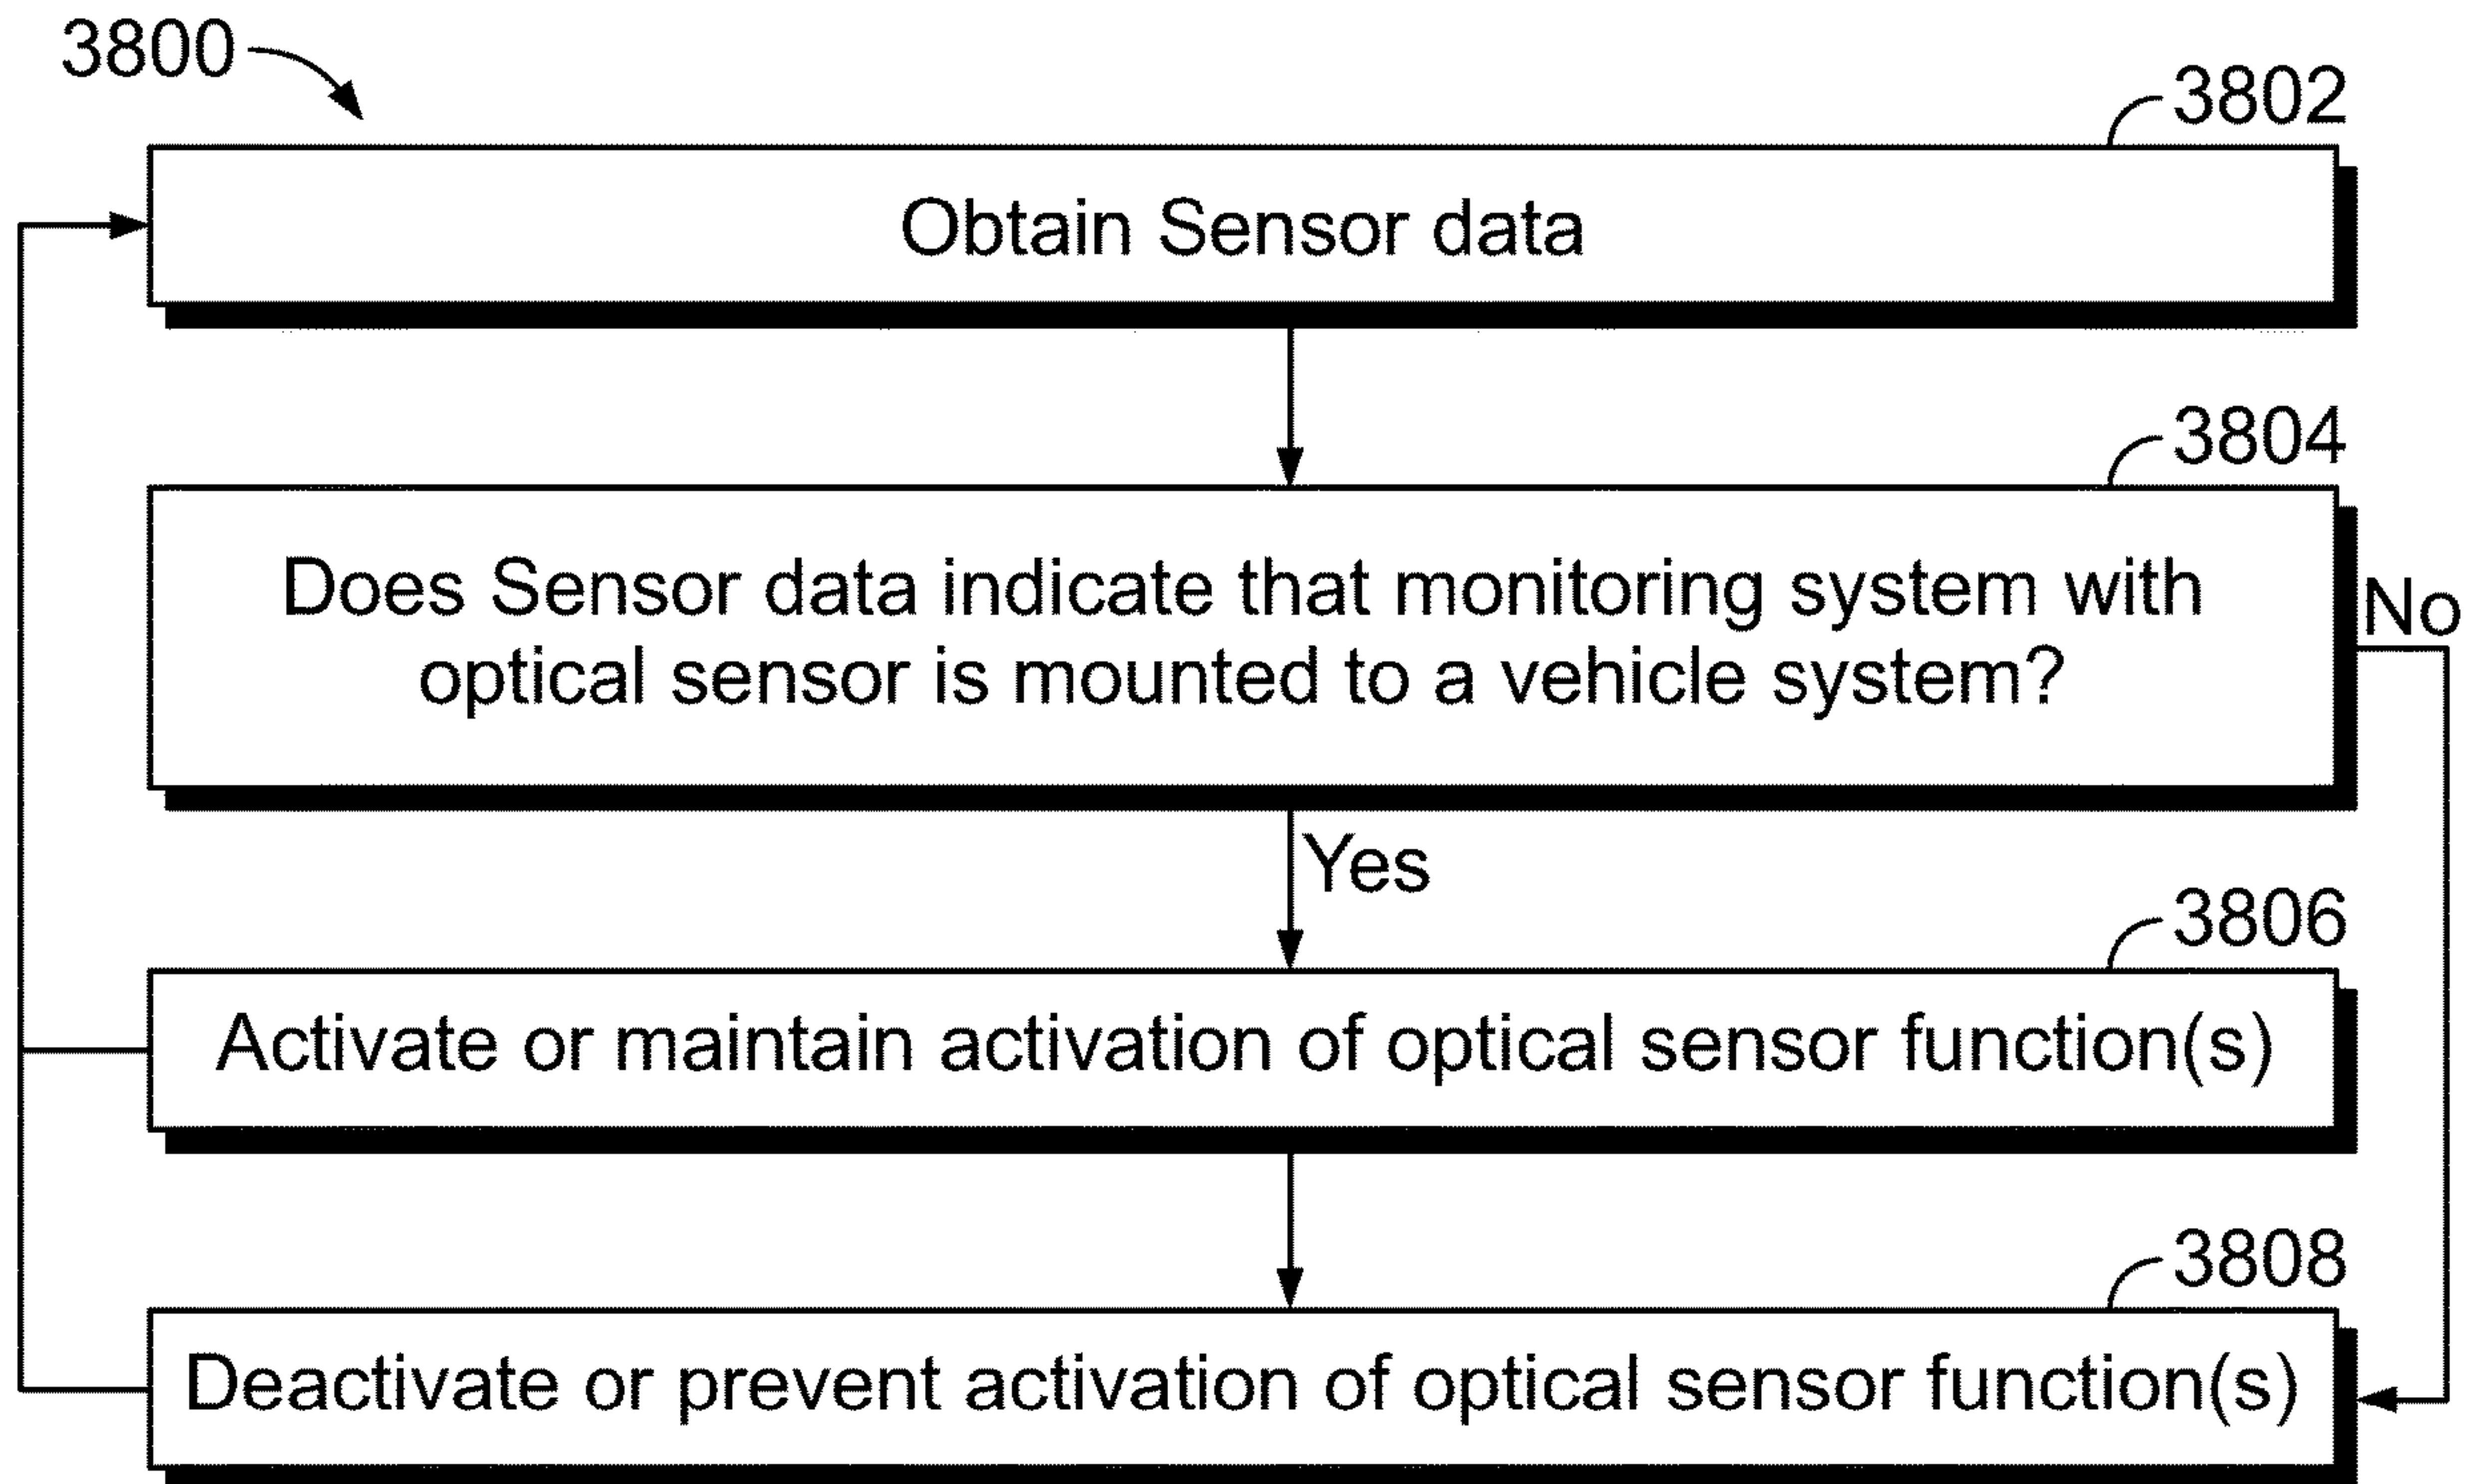 3800
3802
Obtain Sensor data
3804
Does Sensor data indicate that monitoring system with
optical sensor is mounted to a vehicle system?
No
Yes
3806
Activate or maintain activation of optical sensor function(s)
3808
Deactivate or prevent activation of optical sensor function(s)